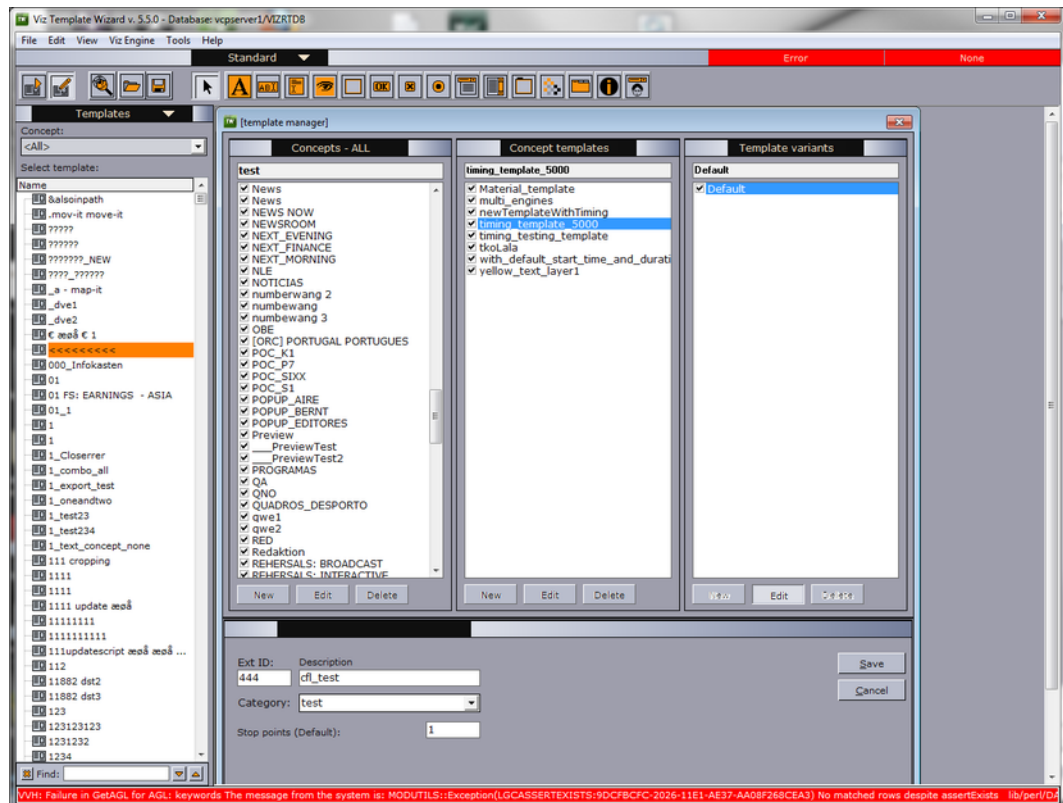 Viz Template Wizard v. 5.5.0 - Database: vcpserver1/VIZRTDB
File Edit View Viz Engine Tools Help
Standard
Error
None
Templates
Concept:
<All>
Select template:
Name
&alsoinpath
.mov-it move-it
?????
??????
???????_NEW
????_??????
_a - map-it
_dve1
_dve2
€ æøå € 1
<<<<<<<<<
000_Infokasten
01
01 FS: EARNINGS - ASIA
01_1
1
1
1_Closerrer
1_combo_all
1_export_test
1_oneandtwo
1_test23
1_test234
1_text_concept_none
111 cropping
1111
1111
1111 update æøå
11111111
1111111111
111updatescript æøå æøå ...
112
11882 dst2
11882 dst3
123
123123123
1231232
1234
Find:
[template manager]
Concepts - ALL
test
News
News
NEWS NOW
NEWSROOM
NEXT_EVENING
NEXT_FINANCE
NEXT_MORNING
NLE
NOTICIAS
numberwang 2
numbewang
numbewang 3
OBE
[ORC] PORTUGAL PORTUGUES
POC_K1
POC_P7
POC_SIXX
POC_S1
POPUP_AIRE
POPUP_BERNT
POPUP_EDITORES
Preview
___PreviewTest
___PreviewTest2
PROGRAMAS
QA
QNO
QUADROS_DESPORTO
qwe1
qwe2
RED
Redaktion
REHERSALS: BROADCAST
REHERSALS: INTERACTIVE
New Edit Delete
Concept templates
timing_template_5000
Material_template
multi_engines
newTemplateWithTiming
timing_template_5000
timing_testing_template
tkoLala
with_default_start_time_and_durati
yellow_text_layer1
New Edit Delete
Template variants
Default
Default
New Edit Delete
Ext ID: Description
444 cfl_test
Category: test
Stop points (Default): 1
Save
Cancel
VVH: Failure in GetAGL for AGL: keywords The message from the system is: MODUTILS::Exception(LGCASSERTEXISTS:9DCFBCFC-2026-11E1-AE37-AA08F268CEA3) No matched rows despite assertExists lib/perl/Dz